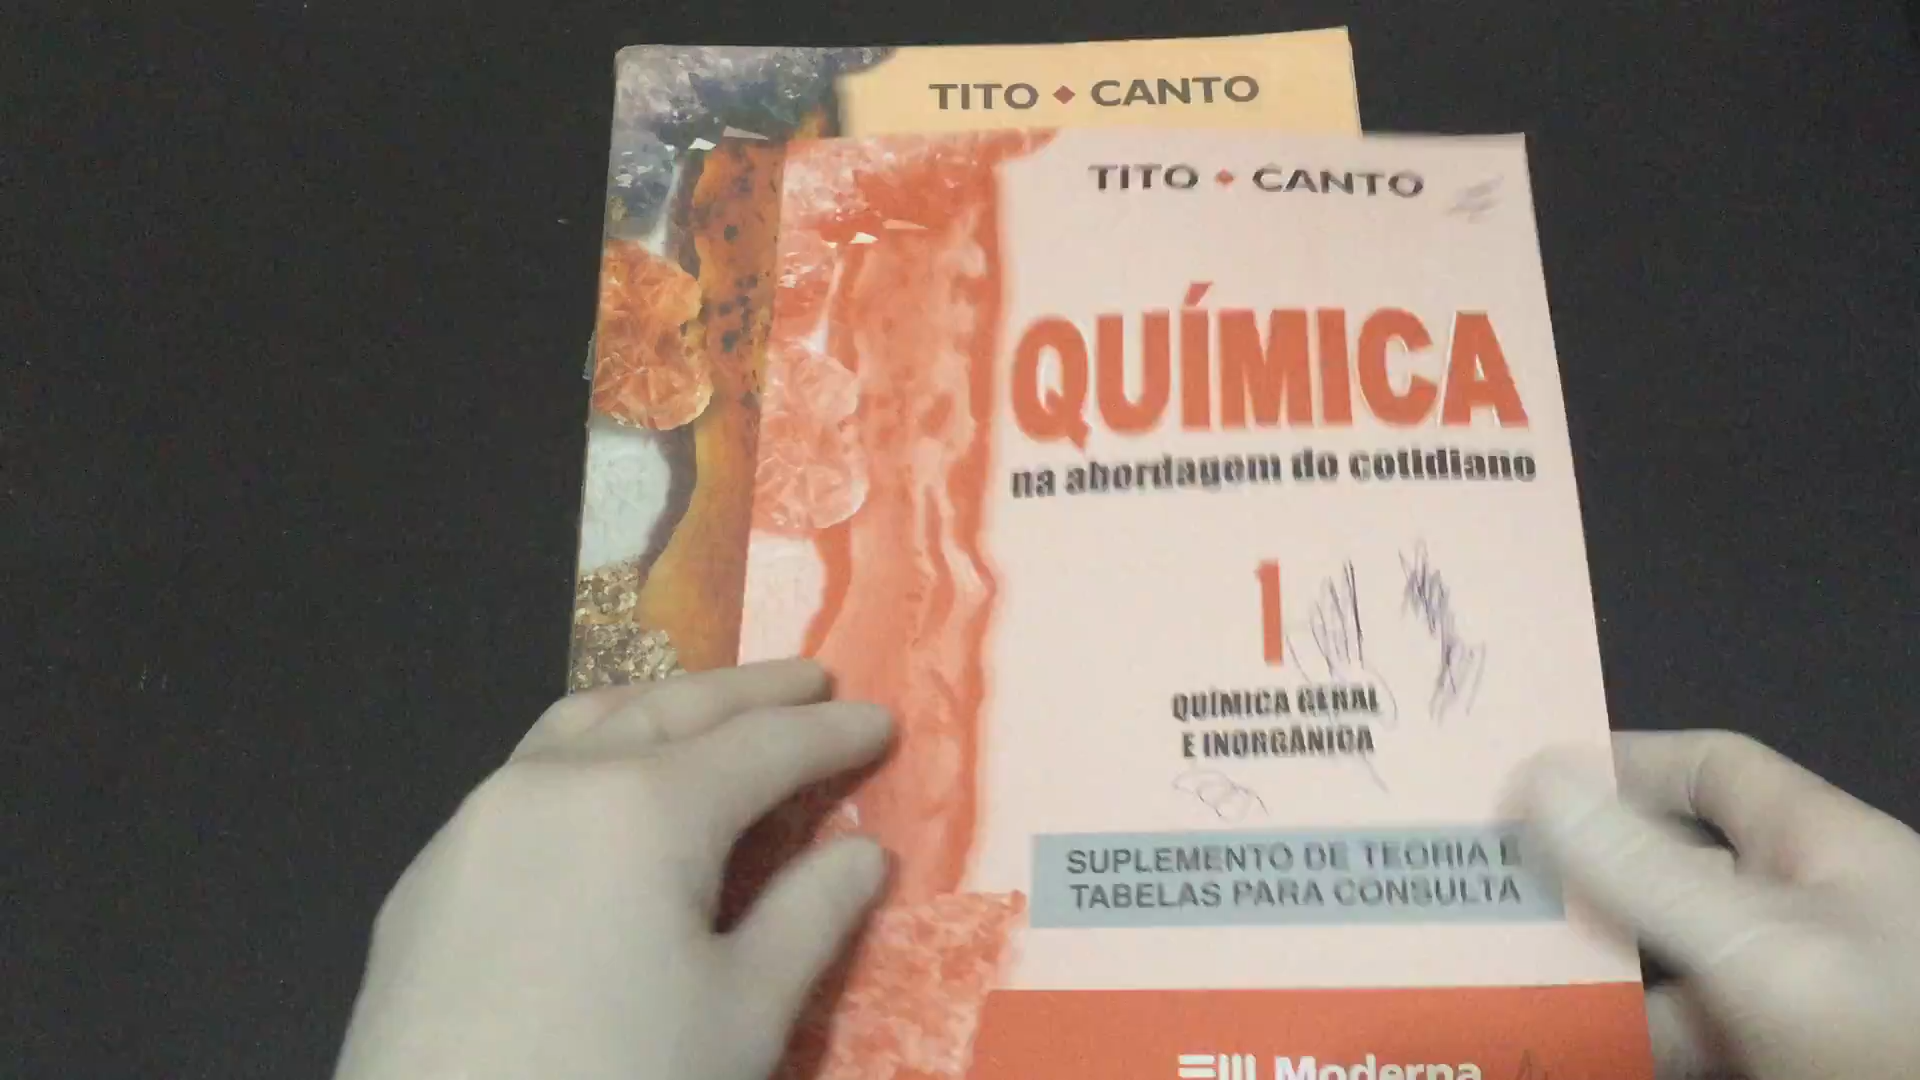 TITO ◆ CANTO
TITO ◆ CANTO
QUÍMICA
na abordagem do cotidiano
1
QUÍMICA GERAL
E INORGÂNICA
SUPLEMENTO DE TEORIA E
TABELAS PARA CONSULTA
Moderna